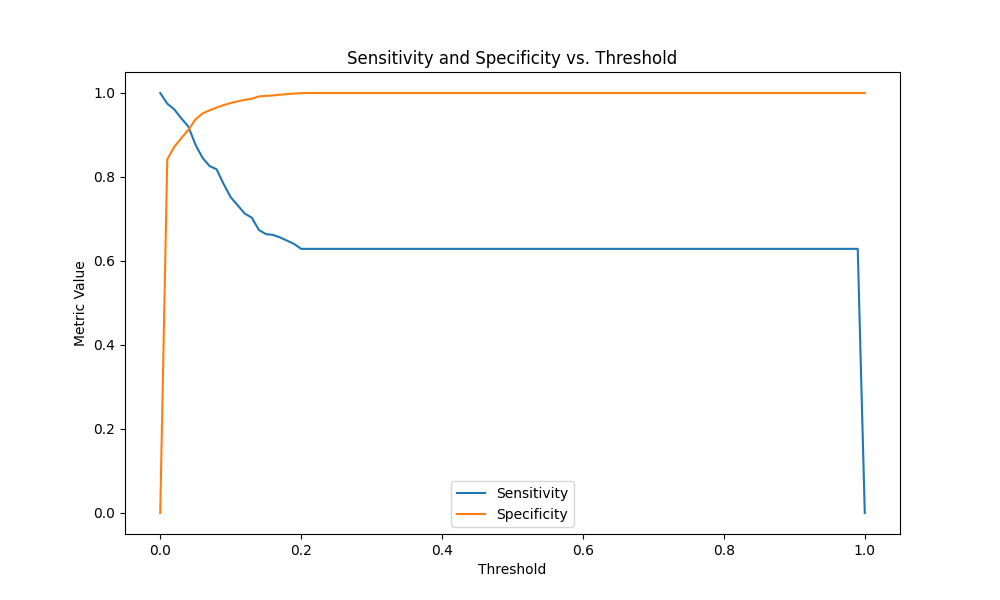 Sensitivity and Specificity vs. Threshold
1.0
0.8
0.6
0.4
0.2
0.0
Metric Value
Sensitivity
Specificity
0.0 0.2 0.4 0.6 0.8 1.0
Threshold